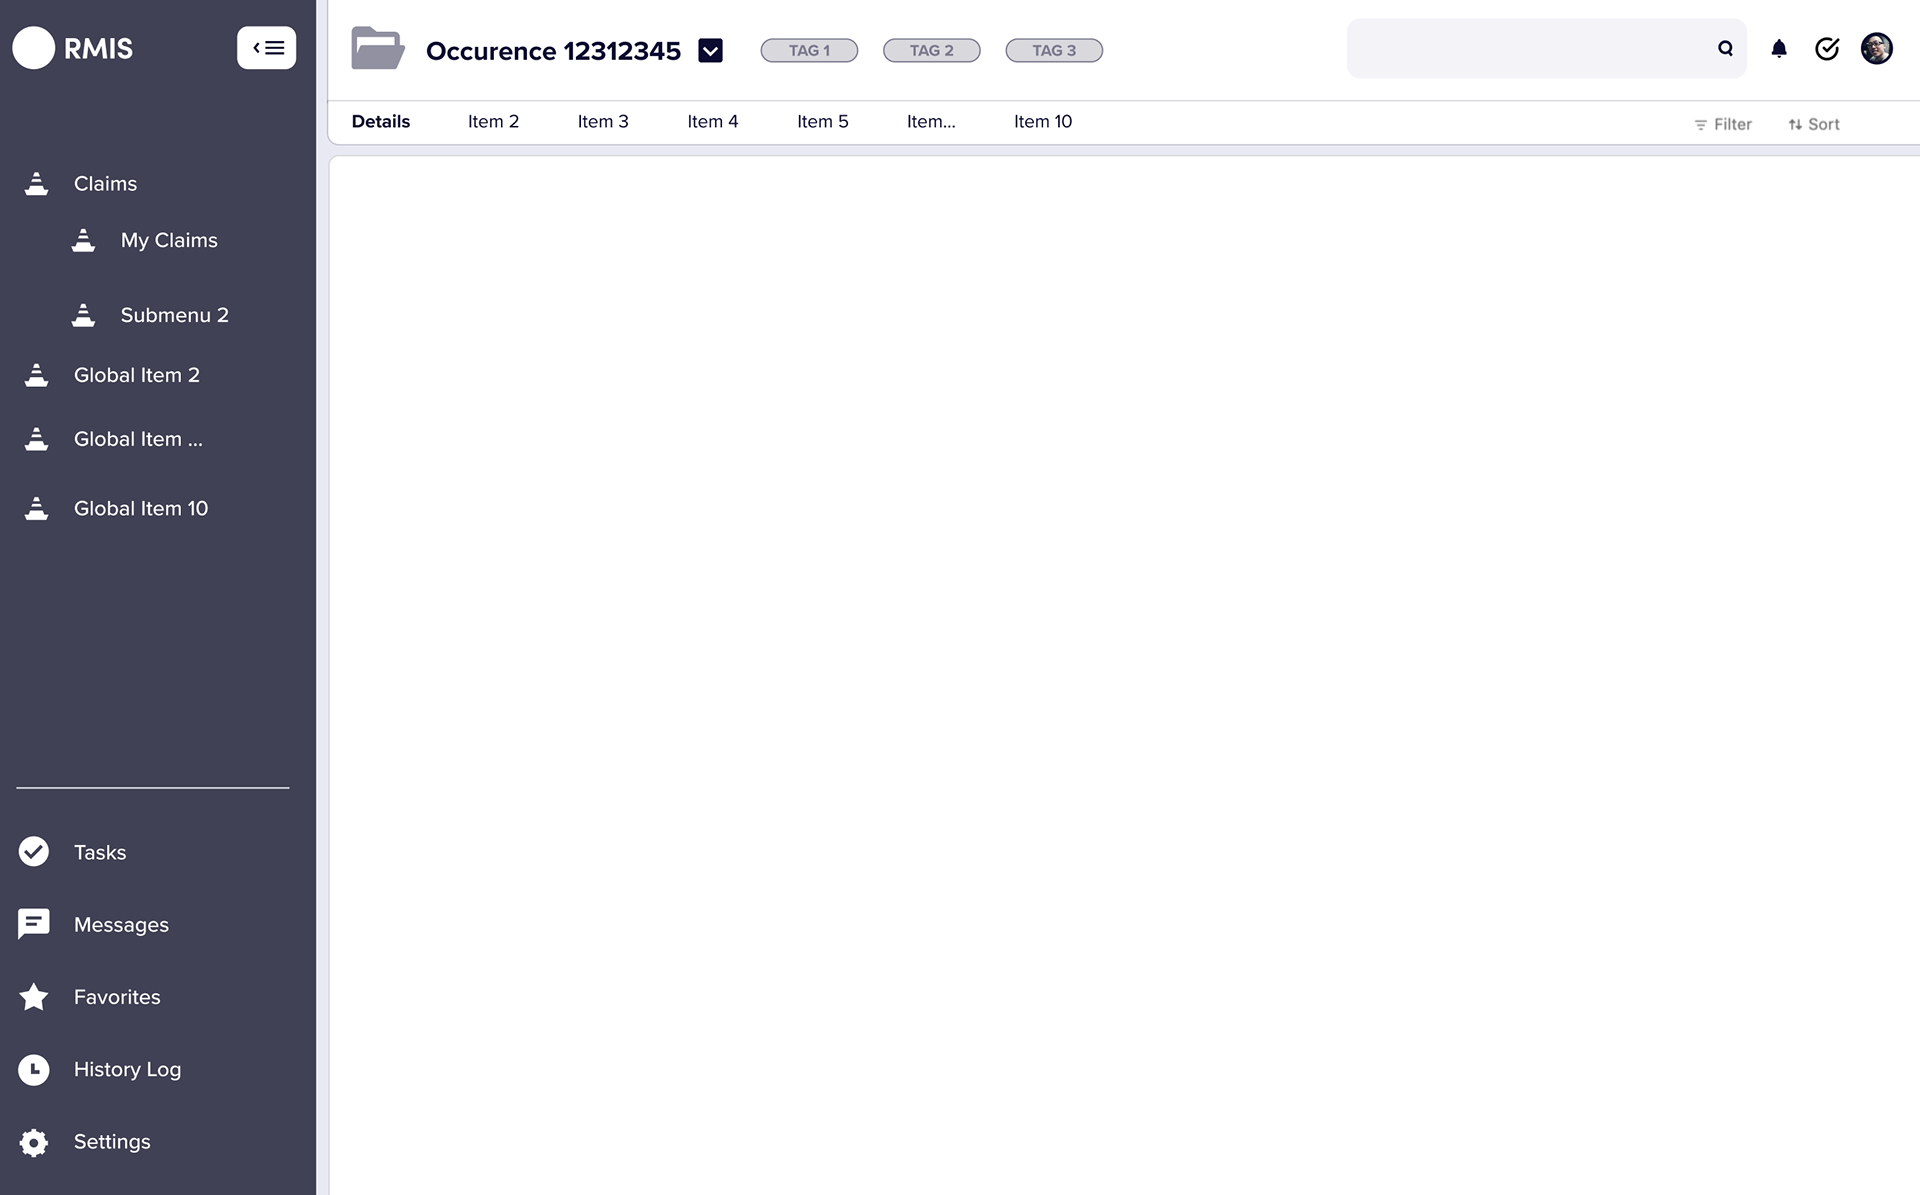 RMIS
Claims
My Claims
Submenu 2
Global Item 2
Global Item ...
Global Item 10
Tasks
Messages
Favorites
History Log
Settings
Occurence 12312345
TAG 1
TAG 2
TAG 3
Details
Item 2
Item 3
Item 4
Item 5
Item...
Item 10
Filter
Sort